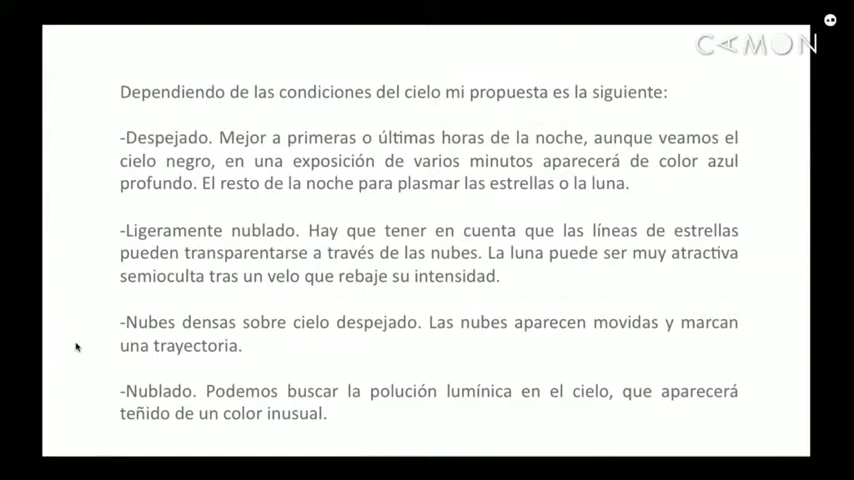 CAMON
Dependiendo de las condiciones del cielo mi propuesta es la siguiente:
-Despejado. Mejor a primeras o últimas horas de la noche, aunque veamos el
cielo negro, en una exposición de varios minutos aparecerá de color azul
profundo. El resto de la noche para plasmar las estrellas o la luna.
-Ligeramente nublado. Hay que tener en cuenta que las líneas de estrellas
pueden transparentarse a través de las nubes. La luna puede ser muy atractiva
semioculta tras un velo que rebaje su intensidad.
-Nubes densas sobre cielo despejado. Las nubes aparecen movidas y marcan
una trayectoria.
-Nublado. Podemos buscar la polución lumínica en el cielo, que aparecerá
teñido de un color inusual.